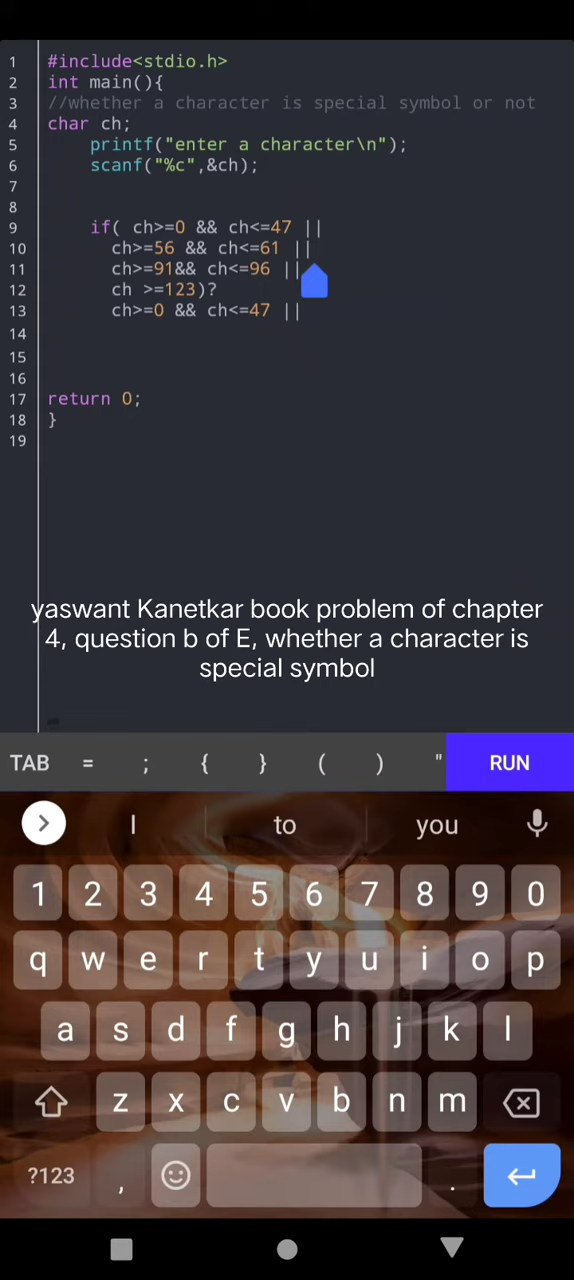 1 #include<stdio.h>
2 int main(){
3 //whether a character is special symbol or not
4 char ch;
5 printf("enter a character\n");
6 scanf("%c",&ch);
7
8
9 if( ch>=0 && ch<=47 ||
10 ch>=56 && ch<=61 ||
11 ch>=91&& ch<=96 ||
12 ch >=123)?
13 ch>=0 && ch<=47 ||
14
15
16
17 return 0;
18 }
19
yaswant Kanetkar book problem of chapter
4, question b of E, whether a character is
special symbol
TAB = ; { } ( ) " RUN
I to you
1 2 3 4 5 6 7 8 9 0
q w e r t y u i o p
a s d f g h j k l
z x c v b n m
?123 , .